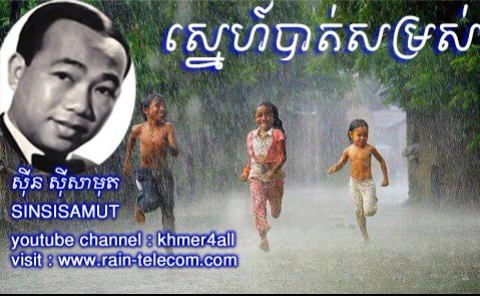 ស្នេហ៍បាត់សម្រស់
ស៊ីន ស៊ីសាមុត
SINSISAMUT
youtube channel : khmer4all
visit : www.rain-telecom.com